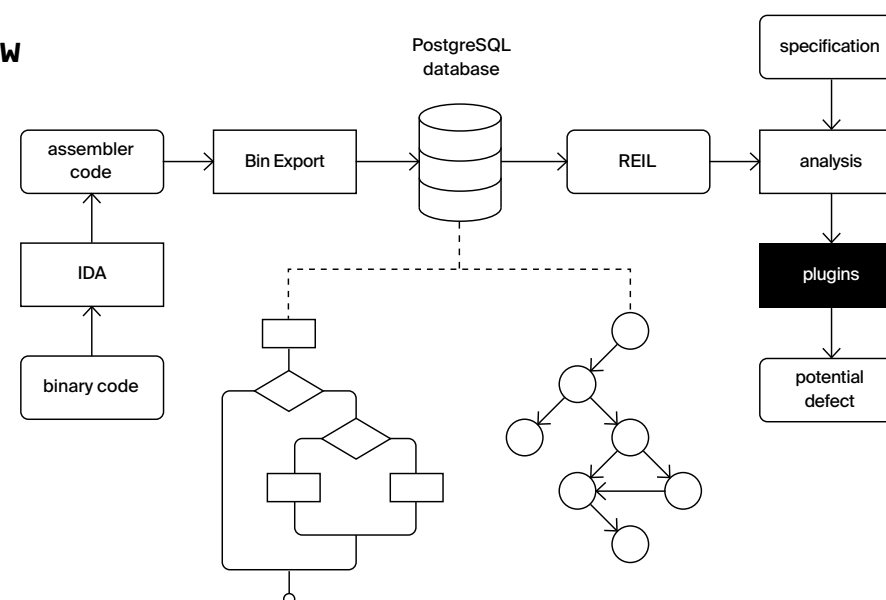 w
PostgreSQL
database
specification
assembler
code
Bin Export
REIL
analysis
IDA
plugins
binary code
potential
defect